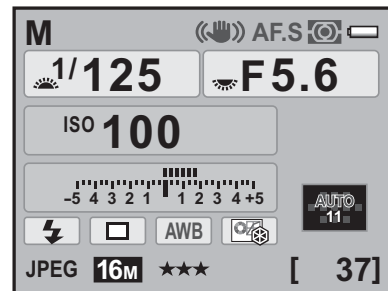 M AF.S
1/125 F5.6
ISO 100
-5 4 3 2 1 1 2 3 4 +5
AUTO
11
AWB
JPEG 16M ★★★ [ 37]